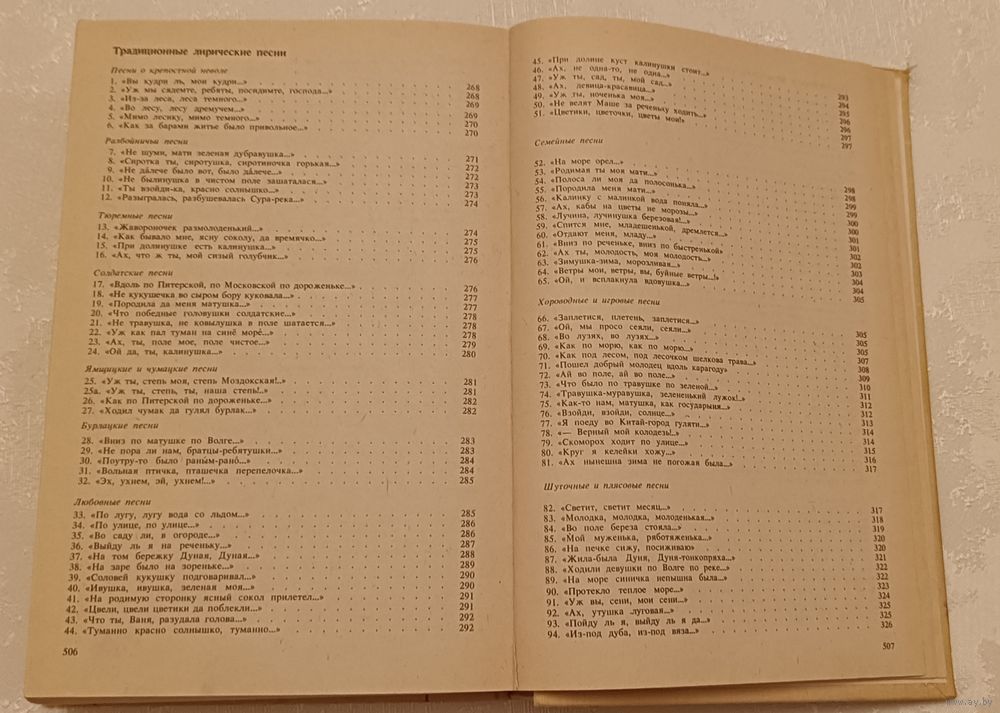 Традиционные лирические песни
Песни о крепостной неволе
1. «Вы кудри ль, мои кудри...» 268
2. «Уж мы сядемте, ребяты, посидимте, господа...» 268
3. «Из-за леса, леса темного...» 269
4. «Во лесу, лесу дремучем...» 269
5. «Мимо лесику, мимо темного...» 270
6. «Как за барами житье было привольное...» 270
Разбойничьи песни
7. «Не шуми, мати зеленая дубравушка...» 271
8. «Сиротка ты, сиротушка, сиротиночка горькая...» 272
9. «Не дáлече было вот, было дáлече...» 272
10. «Не былинушка в чистом поле зашаталася...» 273
11. «Ты взойди-ка, красно солнышко...» 273
12. «Разыгралась, разбушевалась Сура-река...» 274
Тюремные песни
13. «Жавороночек размолоденький...» 274
14. «Как бывало мне, ясну соколу, да времячко...» 275
15. «При долинушке есть калинушка...» 275
16. «Ах, что ж ты, мой сизый голубчик...» 276
Солдатские песни
17. «Вдоль по Питерской, по Московской по дороженьке...» 276
18. «Не кукушечка во сыром бору куковала...» 277
19. «Породила да меня матушка...» 277
20. «Что победные головушки солдатские...» 278
21. «Не травушка, не ковылушка в поле шатается...» 278
22. «Уж как пал туман на синё морé...» 278
23. «Ах, ты, поле мое, поле чистое...» 279
24. «Ой да, ты, калинушка...» 280
Ямщицкие и чумацкие песни
25. «Уж ты, степь моя, степь Моздокская!..» 281
25а. «Уж ты, степь, ты, наша степь!..» 281
26. «Как по Питерской по дороженьке...» 282
27. «Ходил чумак да гулял бурлак...» 282
Бурлацкие песни
28. «Вниз по матушке по Волге...» 283
29. «Не пора ли нам, братцы-ребятушки...» 283
30. «Поутру-то было раным-ранó...» 284
31. «Вольная птичка, пташечка перепелочка...» 284
32. «Эх, ухнем, эй, ухнем!...» 285
Любовные песни
33. «По лугу, лугу вода со льдом...» 285
34. «По улице, по улице...» 286
35. «Во саду ли, в огороде...» 286
36. «Выйду ль я на реченьку...» 287
37. «На том бережку Дуная, Дуная...» 288
38. «На заре было на зореньке...» 289
39. «Соловей кукушку подговаривал...» 290
40. «Ивушка, ивушка, зеленая моя...» 290
41. «На родимую сторонку ясный сокол прилетел...» 291
42. «Цвели, цвели цветики да поблекли...» 291
43. «Что ты, Ваня, разудала голова...» 292
44. «Туманно красно солнышко, туманно...» 292
506
45. «При долине куст калинушки стоит...» 293
46. «Ах, не одна-то, не одна...» 294
47. «Уж ты, сад, ты, мой сад...» 295
48. «Ах, девица-красавица...» 296
49. «Уж ты, ноченька моя...» 296
50. «Не велят Маше за реченьку ходить...» 297
51. «Цветики, цветочки, цветы мои!» 297
Семейные песни
52. «На море орел...» 298
53. «Родимая ты моя мати...» 298
54. «Полоса ли моя да полосонька...» 299
55. «Породила меня мати...» 299
56. «Калинку с малинкой вода поняла...» 300
57. «Ах, кабы на цветы не морозы...» 300
58. «Лучина, лучинушка березовая!..» 301
59. «Спится мне, младешенькой, дремлется...» 301
60. «Отдают меня, младу...» 302
61. «Вниз по реченьке, вниз по быстренькой»
62. «Ах ты, молодость, моя молодость...» 302
63. «Зимушка-зима, морозливая...» 303
64. «Ветры мои, ветры, вы, буйные ветры...!» 304
65. «Ой, и всплакнула вдовушка...» 304
305
Хороводные и игровые песни
66. «Заплетися, плетень, заплетися...» 305
67. «Ой, мы просо сеяли, сеяли...» 305
68. «Во лузях, во лузях...» 305
69. «Как по морю, как по морю...» 307
70. «Как под лесом, под лесочком шелкова трава...» 308
71. «Пошел добрый молодец вдоль карагоду» 309
72. «Ай во поле, ай во поле...» 310
73. «Что было по травушке по зеленой...» 311
74. «Травушка-муравушка, зелененький лужок!..» 312
75. «Как-то нам, матушка, как государыня...» 312
76. «Взойди, взойди, солнце...» 313
77. «Я поеду во Китай-город гуляти...» 314
78. «— Верный мой колодезь!..» 314
79. «Скоморох ходит по улице...» 315
80. «Круг я келейки хожу...» 316
81. «Ах нынешна зима не погожая была...» 317
Шуточные и плясовые песни
82. «Светит, светит месяц...» 317
83. «Молодка, молодка, молоденькая...» 318
84. «Во поле береза стояла...» 319
85. «Мой муженька, работяженька...» 320
86. «На печке сижу, посиживаю» 320
87. «Жила-была Дуня, Дуня-тонкопряха...» 321
88. «Ходили девушки по Волге по реке...» 322
89. «На море синичка непышна была...» 322
90. «Протекло теплое море...» 323
91. «Уж вы, сени, мои сени...» 324
92. «Ах, утушка луговая...» 325
93. «Пойду ль я, выйду ль я да...» 325
94. «Из-под дуба, из-под вяза...» 326
507
www.ay.by